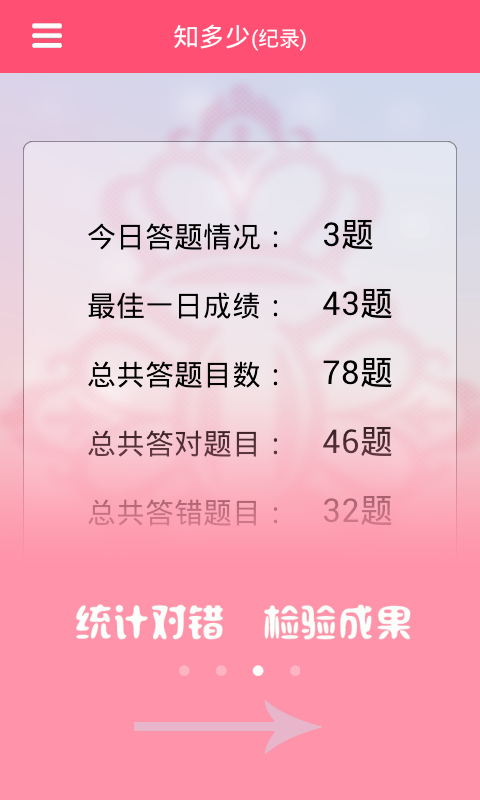 知多少(纪录)
今日答题情况： 3题
最佳一日成绩： 43题
总共答题目数： 78题
总共答对题目： 46题
总共答错题目： 32题
统计对错 检验成果